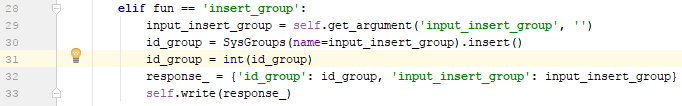 28 elif fun == 'insert_group':
29 input_insert_group = self.get_argument('input_insert_group', '')
30 id_group = SysGroups(name=input_insert_group).insert()
31 id_group = int(id_group)
32 response_ = {'id_group': id_group, 'input_insert_group': input_insert_group}
33 self.write(response_)